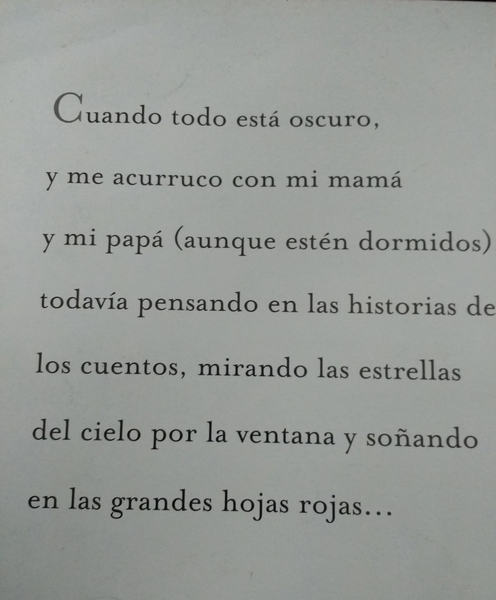 Cuando todo está oscuro,
y me acurruco con mi mamá
y mi papá (aunque estén dormidos)
todavía pensando en las historias de
los cuentos, mirando las estrellas
del cielo por la ventana y soñando
en las grandes hojas rojas...